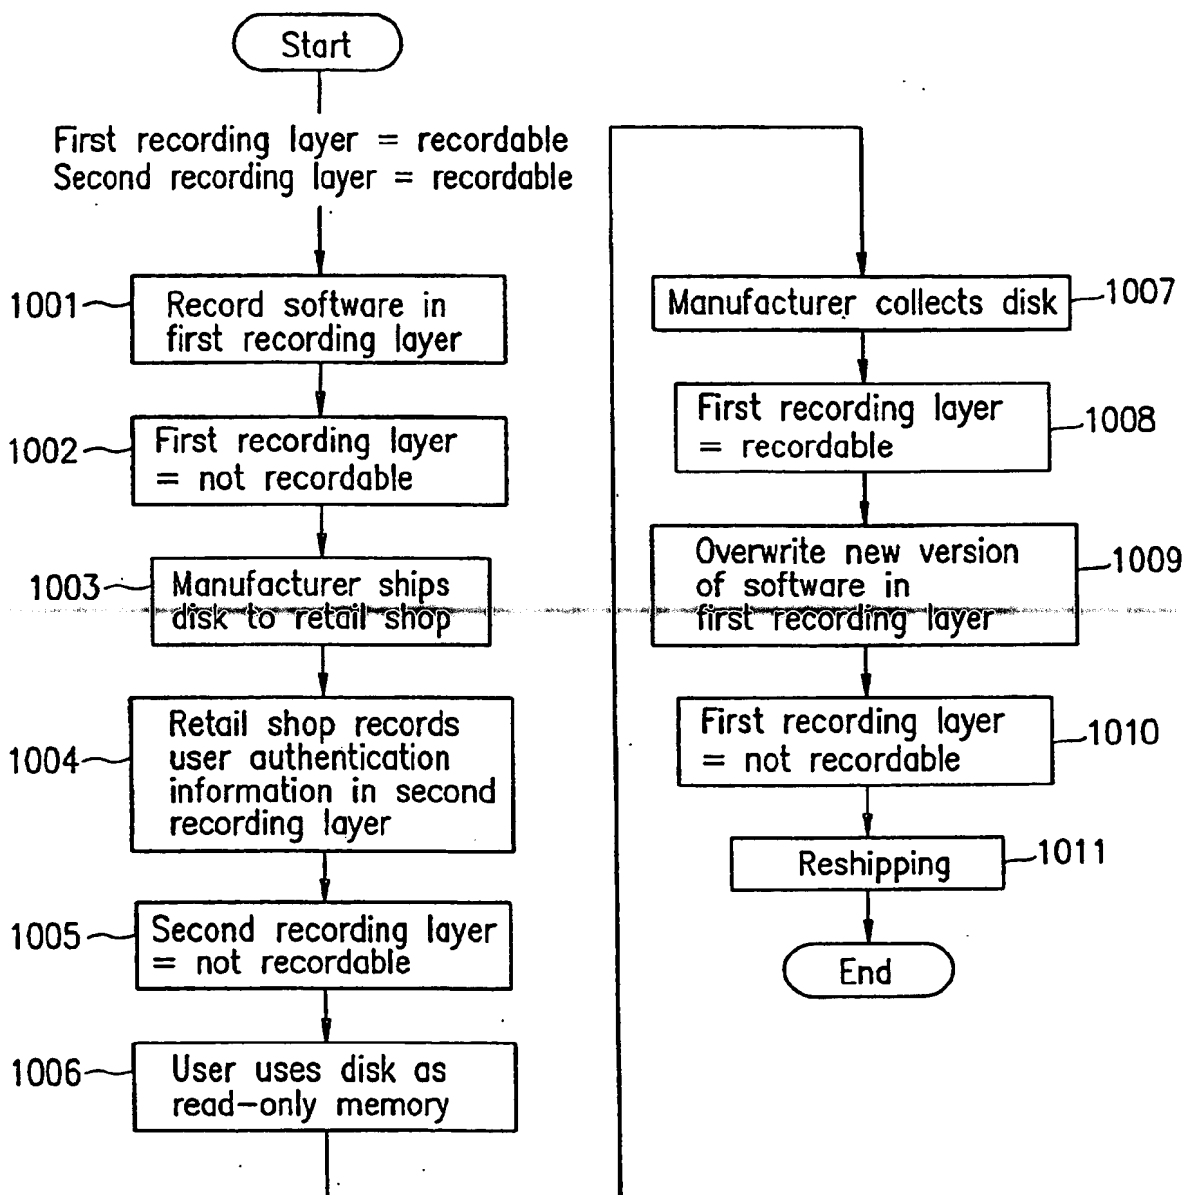 Start
First recording layer = recordable
Second recording layer = recordable
1001
Record software in
first recording layer
1002
First recording layer
= not recordable
1003
Manufacturer ships
disk to retail shop
1004
Retail shop records
user authentication
information in second
recording layer
1005
Second recording layer
= not recordable
1006
User uses disk as
read-only memory
Manufacturer collects disk
1007
First recording layer
= recordable
1008
Overwrite new version
of software in
first recording layer
1009
First recording layer
= not recordable
1010
Reshipping
1011
End